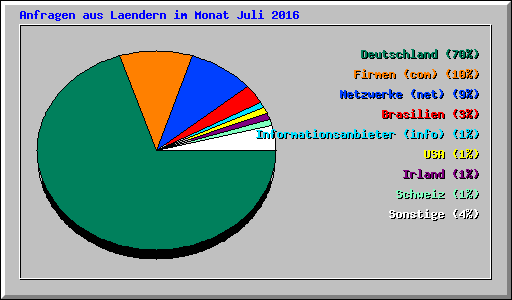 Anfragen aus Laendern im Monat Juli 2016
Deutschland (70%)
Firmen (com) (10%)
Netzwerke (net) (9%)
Brasilien (3%)
Informationsanbieter (info) (1%)
USA (1%)
Irland (1%)
Schweiz (1%)
Sonstige (4%)